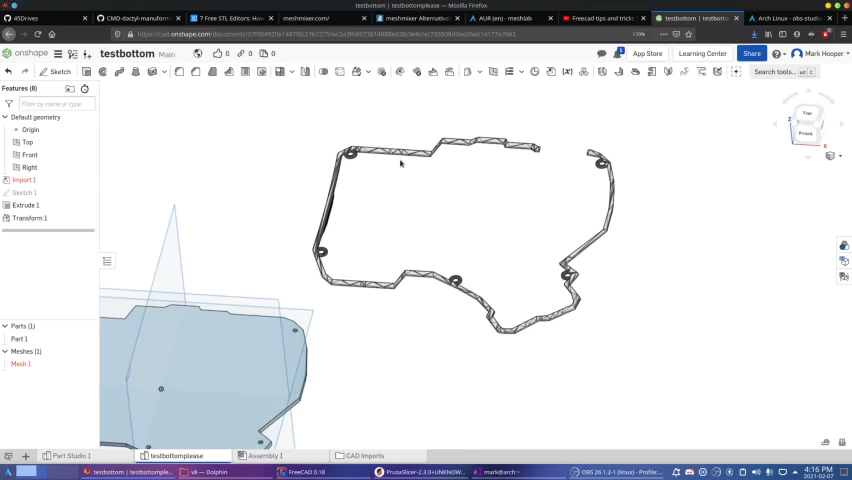 testbottom | testbottomplease — Mozilla Firefox
45Drives
CMD-dactyl-manuform
7 Free STL Editors: How
meshmixer.com/
meshmixer Alternatives
AUR (en) - meshlab
Freecad tips and tricks
testbottom | testbottom
Arch Linux - obs-studio
110%
onshape
testbottom Main
0
0
0
App Store
Learning Center
Share
Mark Hooper
Sketch
Search tools...
Features (8)
Filter by name or type
Default geometry
Origin
Top
Front
Right
Import 1
Sketch 1
Extrude 1
Transform 1
Parts (1)
Part 1
Meshes (1)
Mesh 1
Top
Front
Z
X
Part Studio 1
testbottomplease
Assembly 1
CAD Imports
testbottom | testbottomple...
v8 — Dolphin
FreeCAD 0.18
PrusaSlicer-2.3.0+UNKNOW...
mark@arch:~
OBS 26.1.2-1 (linux) - Profile:...
4:16 PM
2021-02-07